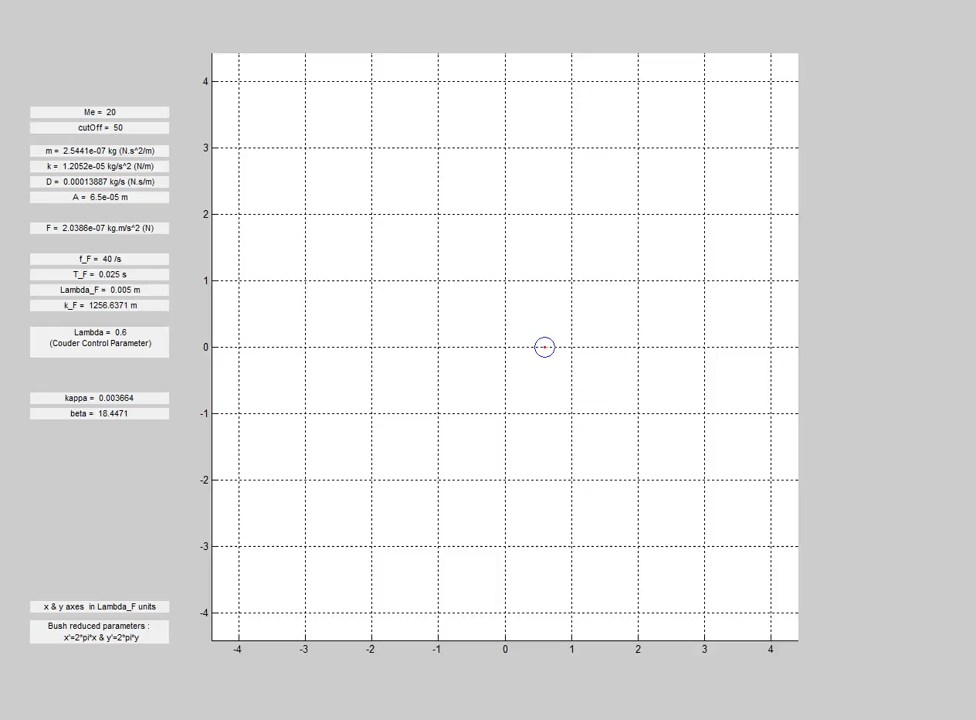 Me = 20
cutOff = 50
m = 2.5441e-07 kg (N.s^2/m)
k = 1.2052e-05 kg/s^2 (N/m)
D = 0.00013887 kg/s (N.s/m)
A = 6.5e-05 m
F = 2.0386e-07 kg.m/s^2 (N)
f_F = 40 /s
T_F = 0.025 s
Lambda_F = 0.005 m
k_F = 1256.6371 m
Lambda = 0.6
(Couder Control Parameter)
kappa = 0.003664
beta = 18.4471
x & y axes in Lambda_F units
Bush reduced parameters :
x'=2*pi*x & y'=2*pi*y
4
3
2
1
0
-1
-2
-3
-4
-4 -3 -2 -1 0 1 2 3 4